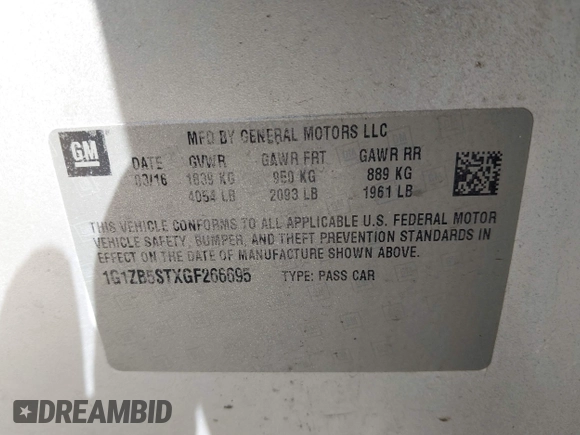 GM
MFD BY GENERAL MOTORS LLC
DATE GVWR GAWR FRT GAWR RR
03/16 1839 KG 950 KG 889 KG
4054 LB 2093 LB 1961 LB
THIS VEHICLE CONFORMS TO ALL APPLICABLE U.S. FEDERAL MOTOR
VEHICLE SAFETY, BUMPER, AND THEFT PREVENTION STANDARDS IN
EFFECT ON THE DATE OF MANUFACTURE SHOWN ABOVE.
1G1ZB5STXGF266695 TYPE: PASS CAR
DREAMBID